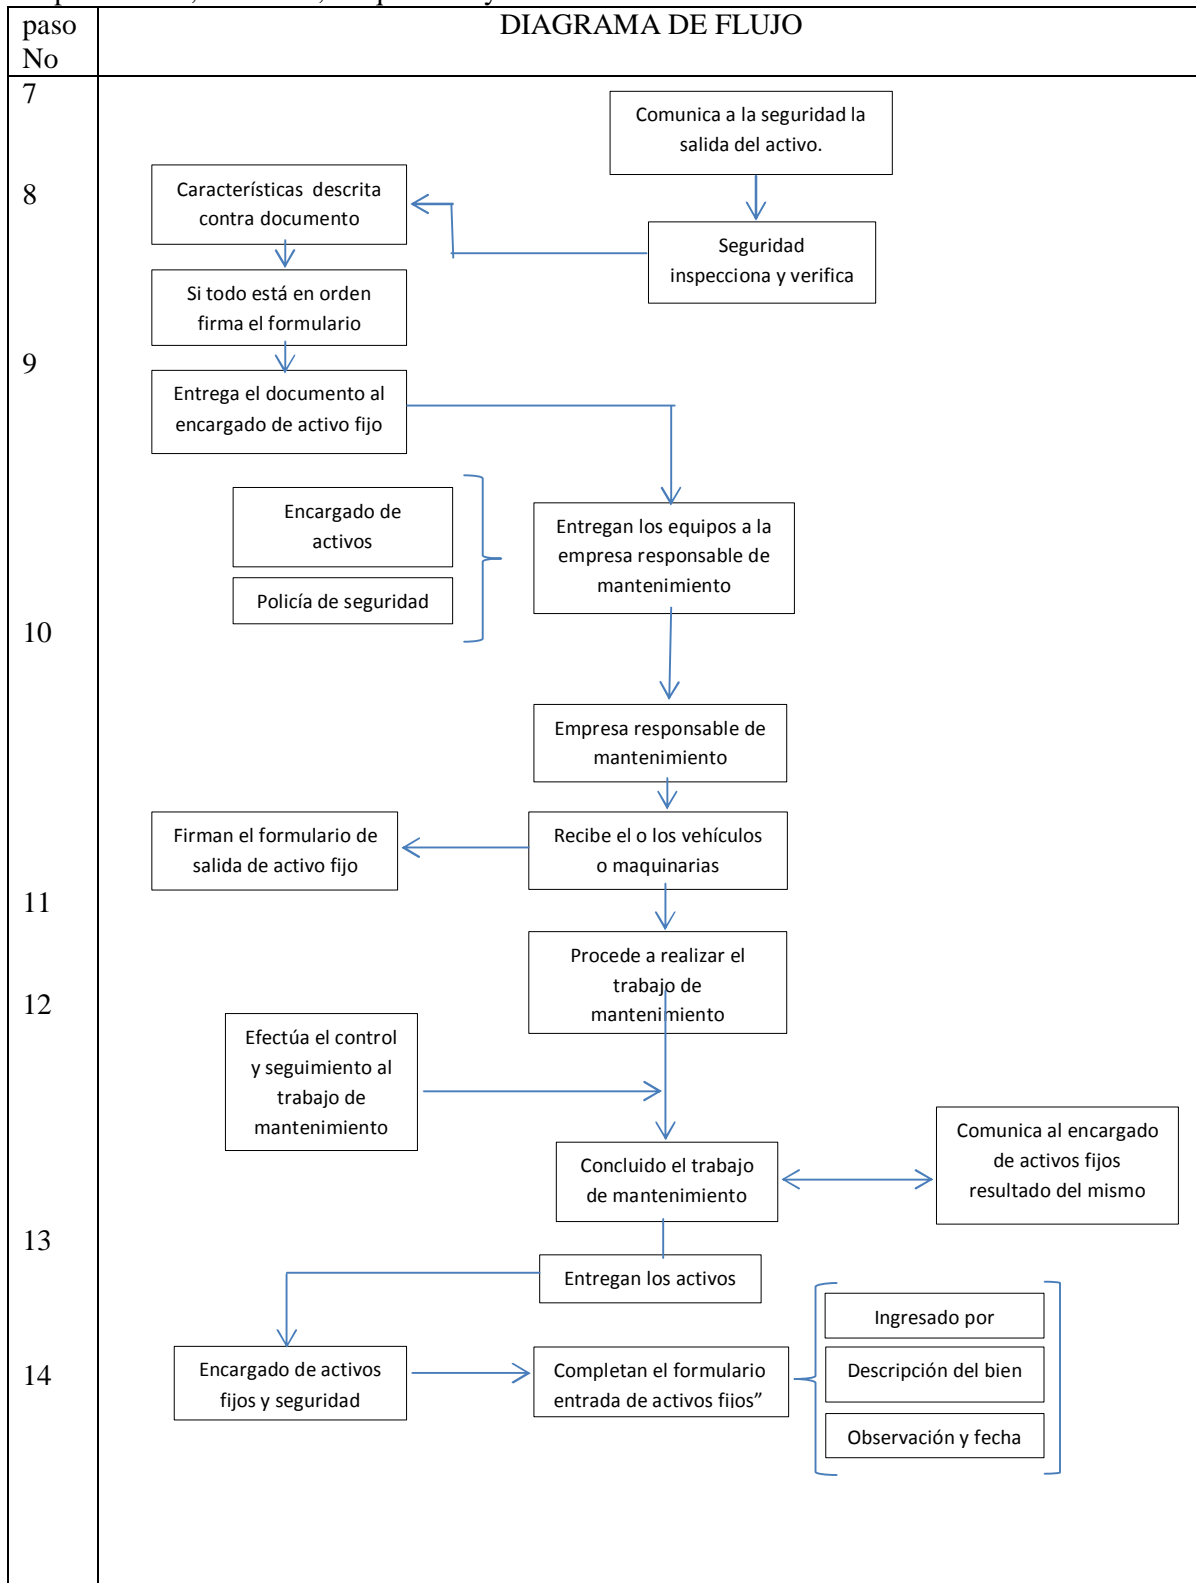 paso
No
DIAGRAMA DE FLUJO
7
Comunica a la seguridad la
salida del activo.
8
Características descrita
contra documento
Seguridad
inspecciona y verifica
Si todo está en orden
firma el formulario
9
Entrega el documento al
encargado de activo fijo
Encargado de
activos
Policía de seguridad
Entregan los equipos a la
empresa responsable de
mantenimiento
10
Empresa responsable de
mantenimiento
Firman el formulario de
salida de activo fijo
Recibe el o los vehículos
o maquinarias
11
Procede a realizar el
trabajo de
mantenimiento
12
Efectúa el control
y seguimiento al
trabajo de
mantenimiento
Concluido el trabajo
de mantenimiento
Comunica al encargado
de activos fijos
resultado del mismo
13
Entregan los activos
Ingresado por
14
Encargado de activos
fijos y seguridad
Completan el formulario
entrada de activos fijos”
Descripción del bien
Observación y fecha